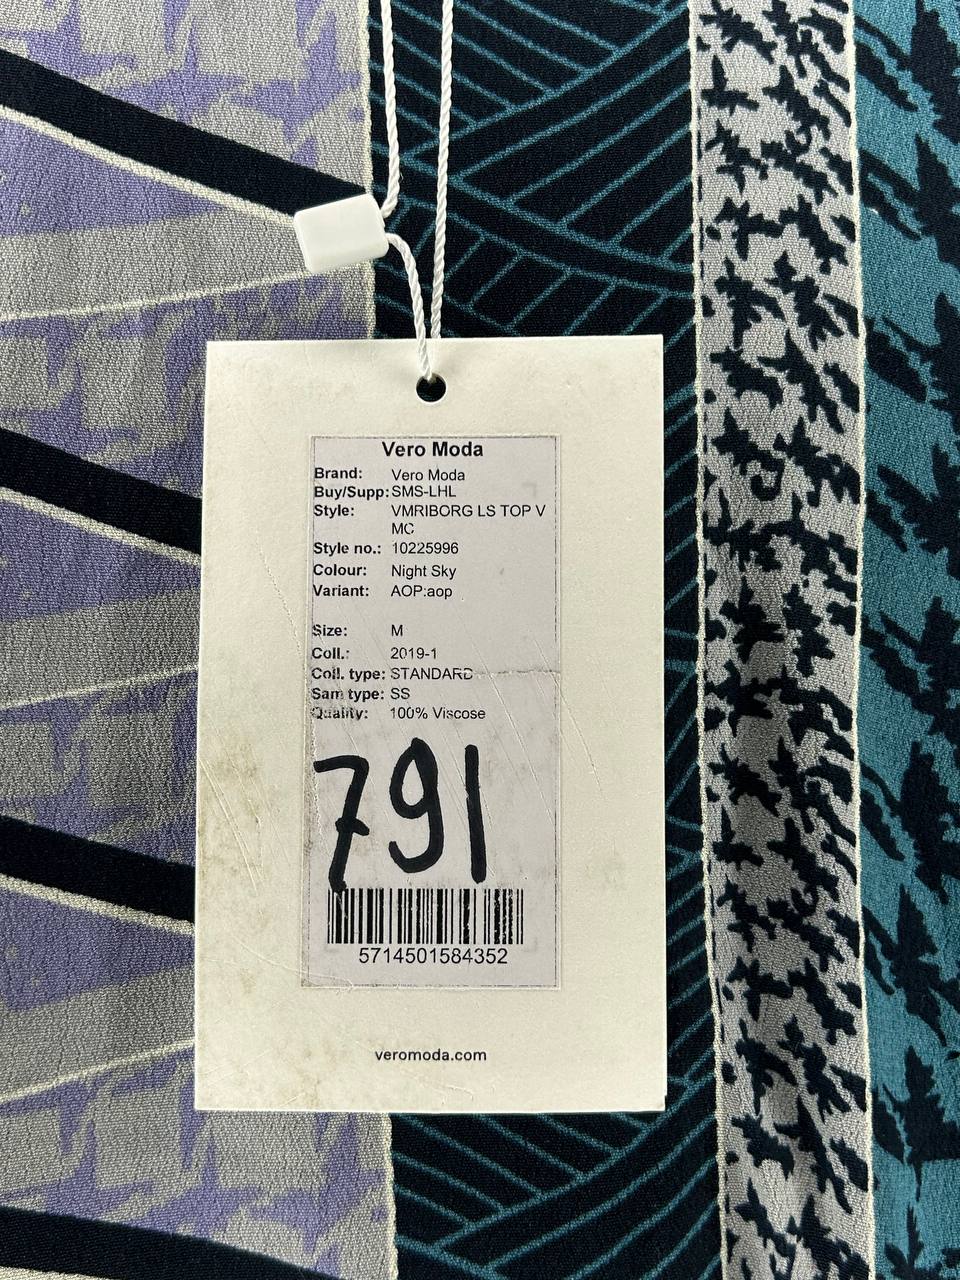 Vero Moda
Brand: Vero Moda
Buy/Supp: SMS-LHL
Style: VMRIBORG LS TOP V
MC
Style no.: 10225996
Colour: Night Sky
Variant: AOP:aop
Size: M
Coll.: 2019-1
Coll. type: STANDARD
Sam type: SS
Quality: 100% Viscose
791
5714501584352
veromoda.com